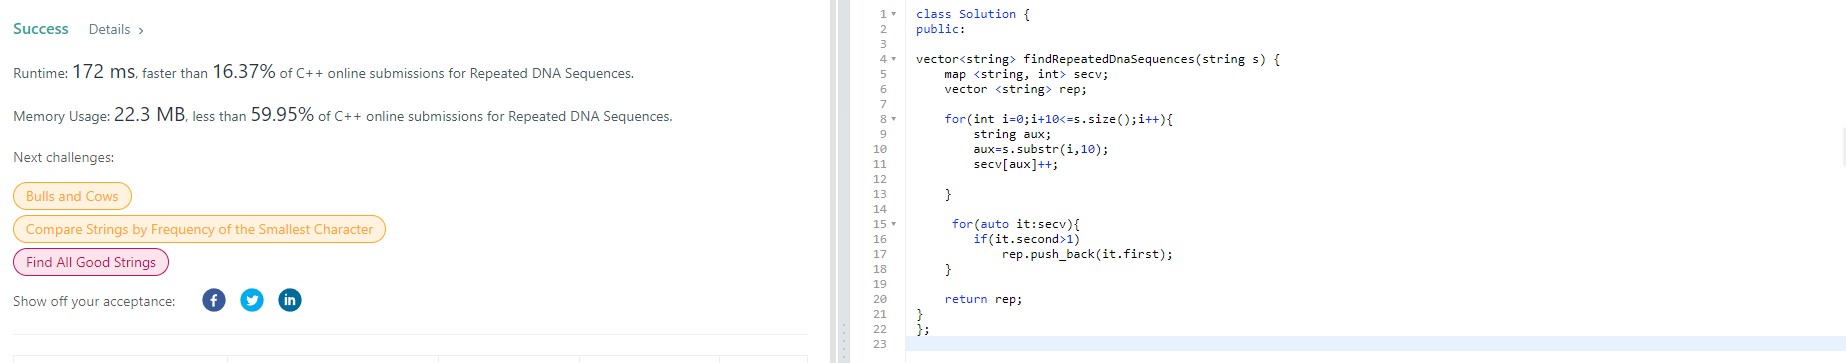 Success Details >
Runtime: 172 ms, faster than 16.37% of C++ online submissions for Repeated DNA Sequences.
Memory Usage: 22.3 MB, less than 59.95% of C++ online submissions for Repeated DNA Sequences.
Next challenges:
Bulls and Cows
Compare Strings by Frequency of the Smallest Character
Find All Good Strings
Show off your acceptance: f in
1 class Solution {
2 public:
3
4 vector<string> findRepeatedDnaSequences(string s) {
5 map <string, int> secv;
6 vector <string> rep;
7
8 for(int i=0;i+10<=s.size();i++){
9 string aux;
10 aux=s.substr(i,10);
11 secv[aux]++;
12
13 }
14
15 for(auto it:secv){
16 if(it.second>1)
17 rep.push_back(it.first);
18 }
19
20 return rep;
21 }
22 };
23